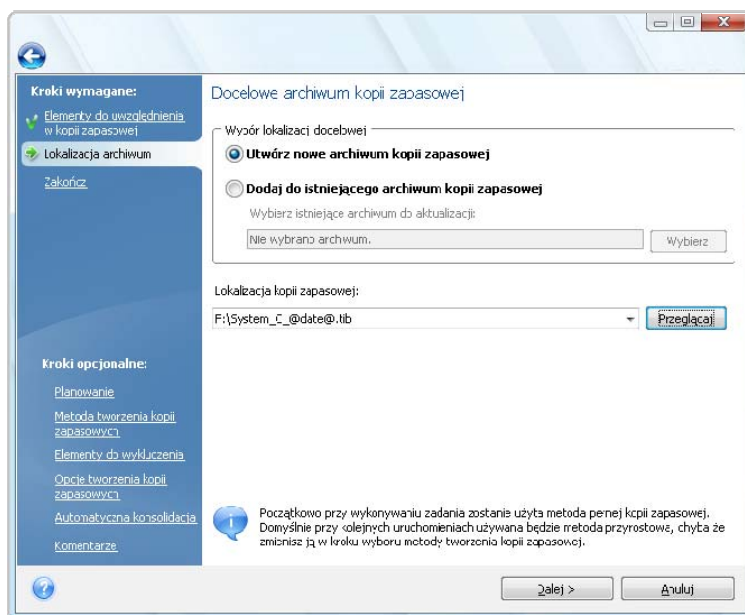 Kroki wymagane:
Elementy do uwzględnienia
w kopii zapasowej
Lokalizacja archiwum
Zakończ
Kroki opcjonalne:
Planowanie
Metoda tworzenia kopii
zapasowych
Elementy do wykluczenia
Opcje tworzenia kopii
zapasowych
Automatyczna konsolidacja
Komentarze
Docelowe archiwum kopii zapasowej
Wybór lokalizacj docelowej
Utwórz nowe archiwum kopii zapasowej
Dodaj do istniejącego archiwum kopii zapasowej
Wybierz istniejące archiwum do aktualizacji:
Nie wybrano archiwum.
Wybierz
Lokalizacja kopii zapasowej:
F:\System_C_@date@.tib
Przeglądaj
Początkowo przy wykonywaniu zadania zostanie użyta metoda pełnej kopii zapasowej.
Domyślnie przy kolejnych uruchomieniach używana będzie metoda przyrostowa, chyba że
zmienisz ją w kroku wyboru metody tworzenia kopii zapasowej.
Dalej >
Anuluj